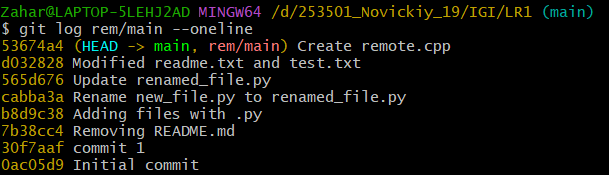 Zahar@LAPTOP-5LEHJ2AD MINGW64 /d/253501_Novickiy_19/IGI/LR1 (main)
$ git log rem/main --oneline
53674a4 (HEAD -> main, rem/main) Create remote.cpp
d032828 Modified readme.txt and test.txt
565d676 Update renamed_file.py
cabba3a Rename new_file.py to renamed_file.py
b8d9c38 Adding files with .py
7b38cc4 Removing README.md
30f7aaf commit 1
0ac05d9 Initial commit